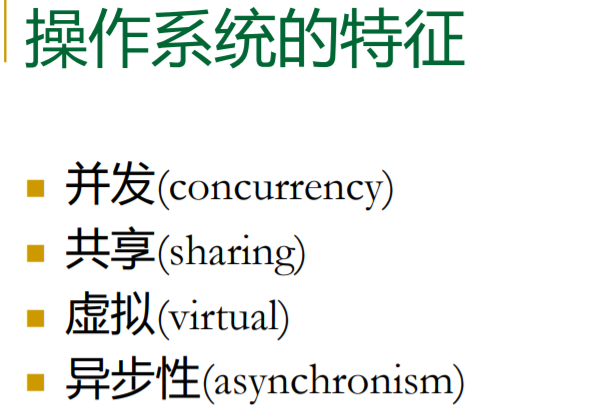 操作系统的特征
并发(concurrency)
共享(sharing)
虚拟(virtual)
异步性(asynchronism)